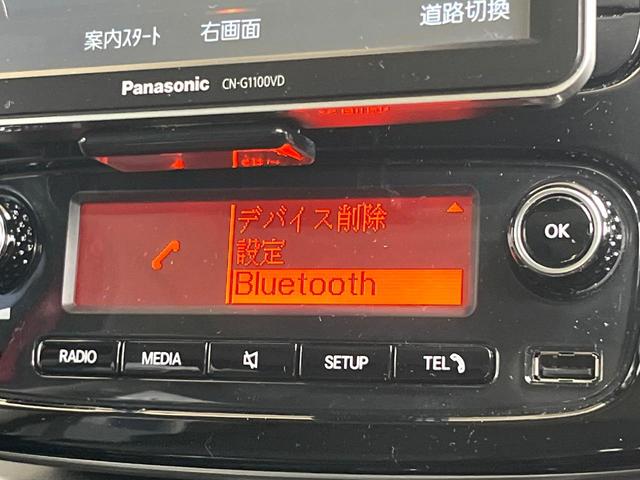 案内スタート 右画面 道路切換
Panasonic CN-G1100VD
デバイス削除
設定
Bluetooth
OK
RADIO MEDIA SETUP TEL